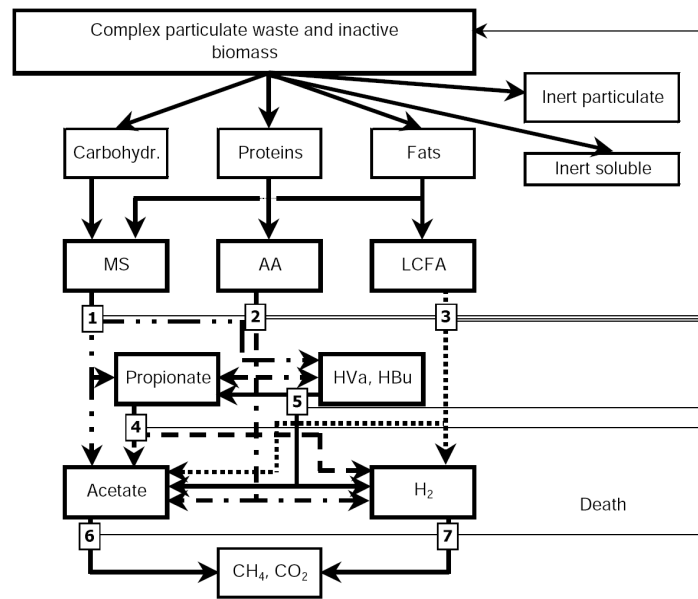 Complex particulate waste and inactive
biomass
Inert particulate
Carbohydr.
Proteins
Fats
Inert soluble
MS
AA
LCFA
1
2
3
Propionate
HVa, HBu
5
4
Acetate
H₂
Death
6
7
CH₄, CO₂